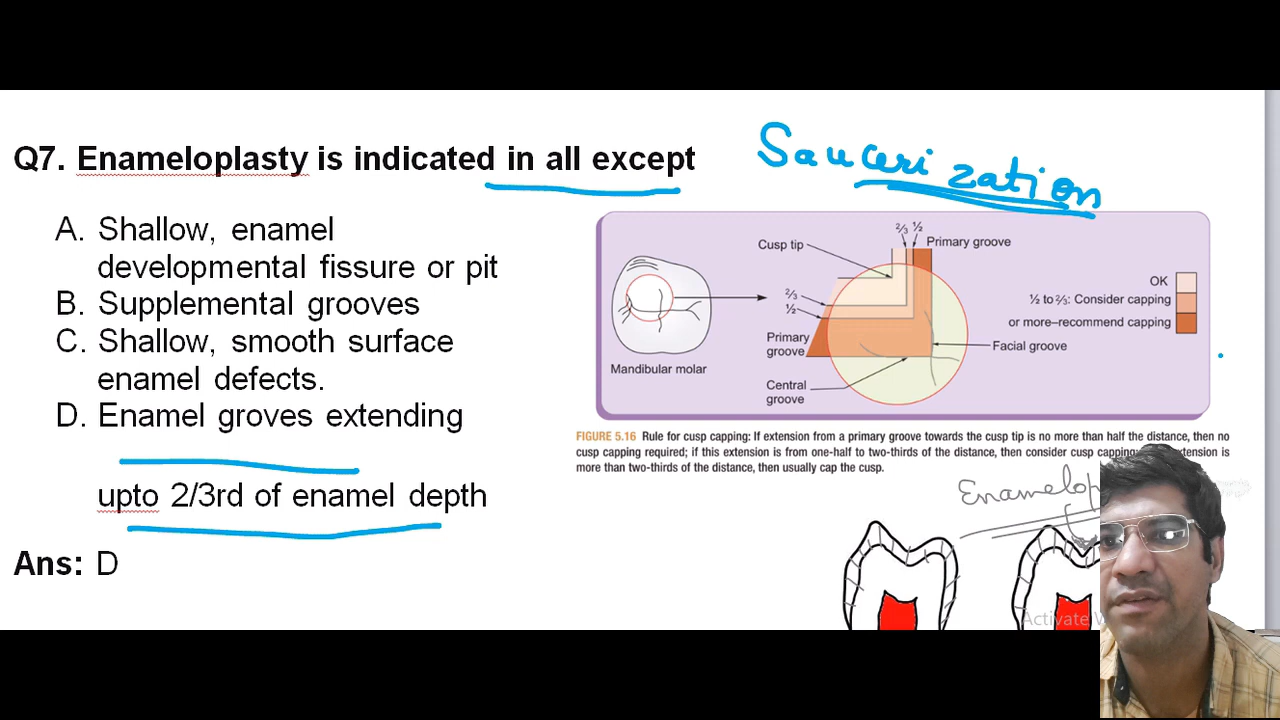 Q7. Enameloplasty is indicated in all except
Saucerization
A. Shallow, enamel
developmental fissure or pit
B. Supplemental grooves
C. Shallow, smooth surface
enamel defects.
D. Enamel groves extending
upto 2/3rd of enamel depth
Ans: D
2/3 1/2
Cusp tip
Primary groove
OK
1/2 to 2/3: Consider capping
or more–recommend capping
2/3
1/2
Primary
groove
Facial groove
Mandibular molar
Central
groove
FIGURE 5.16 Rule for cusp capping: If extension from a primary groove towards the cusp tip is no more than half the distance, then no
cusp capping required; if this extension is from one-half to two-thirds of the distance, then consider cusp capping; tension is
more than two-thirds of the distance, then usually cap the cusp.
Enamelop
Activate